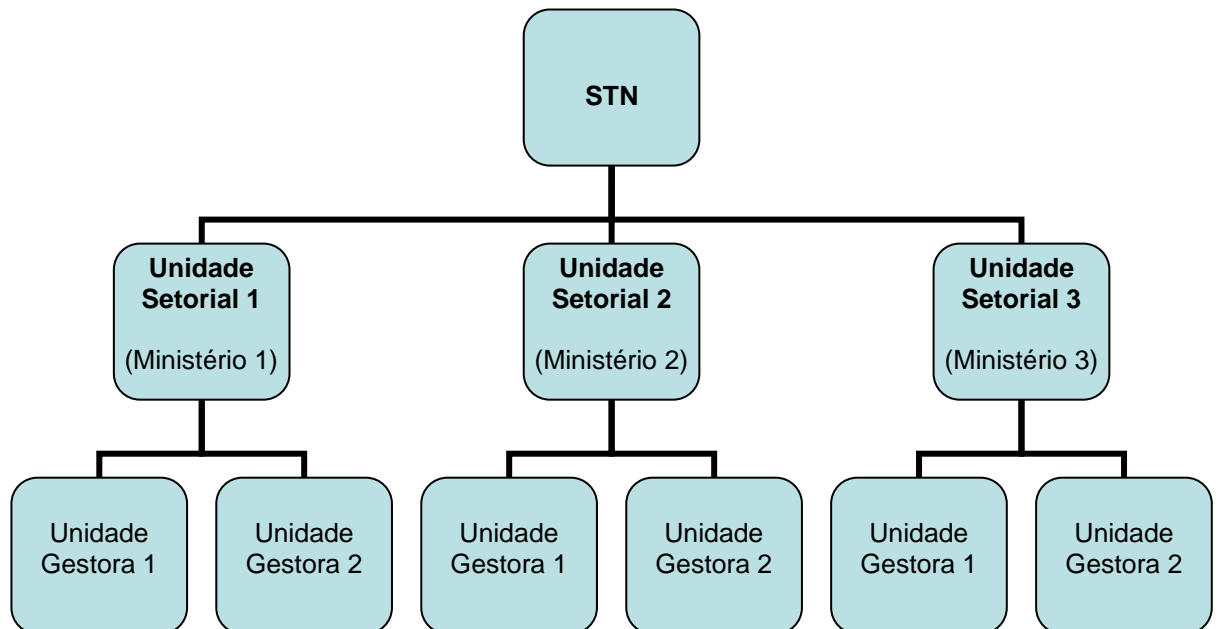 STN
Unidade
Setorial 1
(Ministério 1)
Unidade
Setorial 2
(Ministério 2)
Unidade
Setorial 3
(Ministério 3)
Unidade
Gestora 1
Unidade
Gestora 2
Unidade
Gestora 1
Unidade
Gestora 2
Unidade
Gestora 1
Unidade
Gestora 2